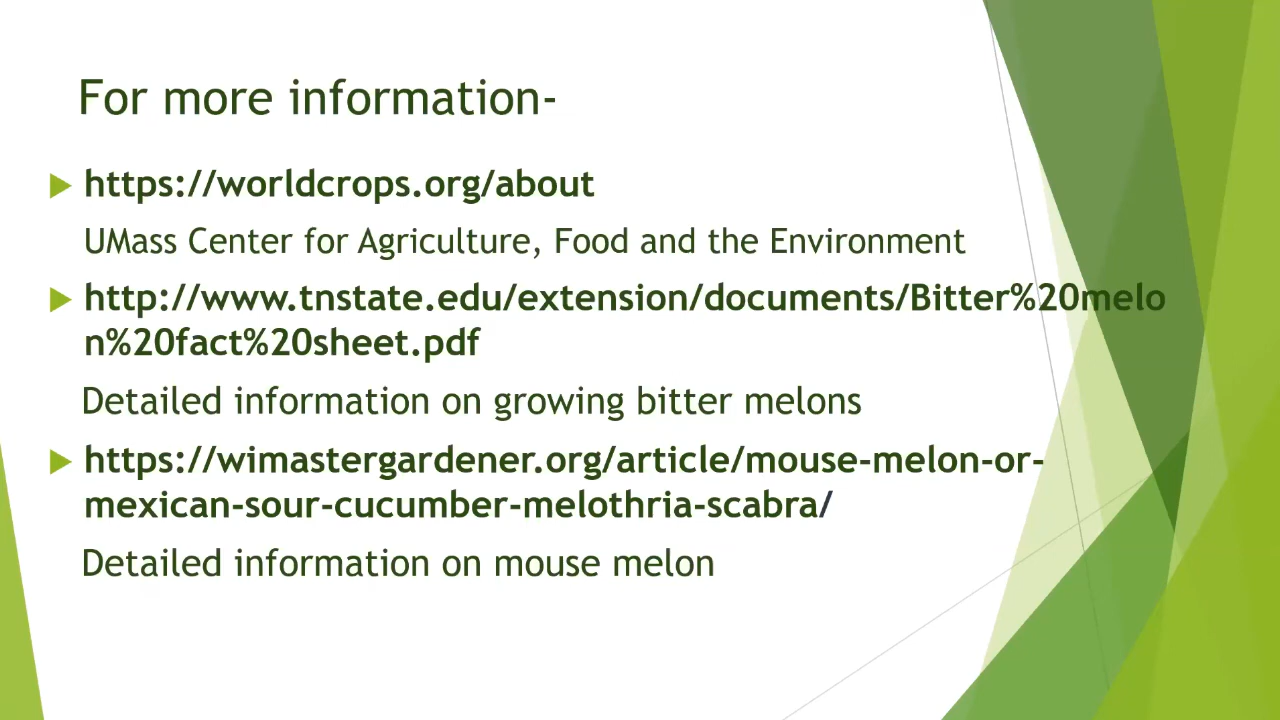 For more information-
https://worldcrops.org/about
UMass Center for Agriculture, Food and the Environment
http://www.tnstate.edu/extension/documents/Bitter%20melo
n%20fact%20sheet.pdf
Detailed information on growing bitter melons
https://wimastergardener.org/article/mouse-melon-or-
mexican-sour-cucumber-melothria-scabra/
Detailed information on mouse melon